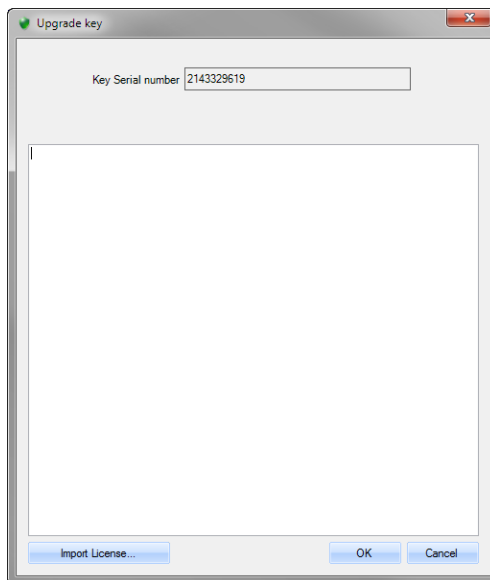 Upgrade key
Key Serial number 2143329619
Import License...
OK
Cancel